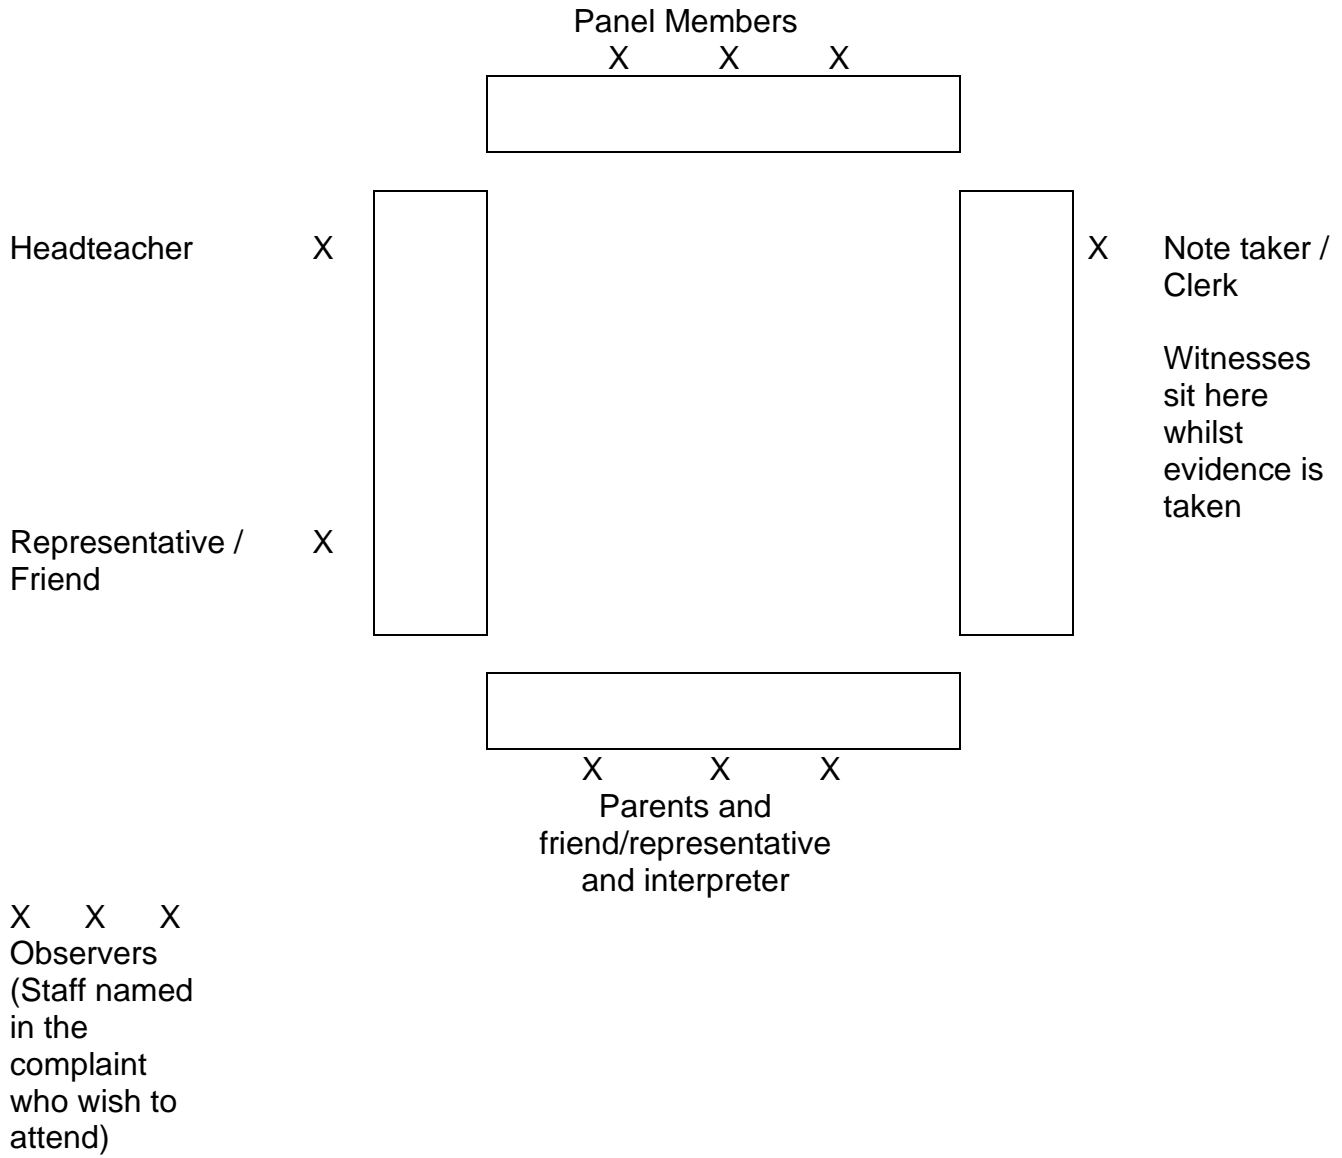 Panel Members
X X X
Headteacher X
X Note taker /
Clerk
Witnesses
sit here
whilst
evidence is
taken
Representative / X
Friend
X X X
Parents and
friend/representative
and interpreter
X X X
Observers
(Staff named
in the
complaint
who wish to
attend)